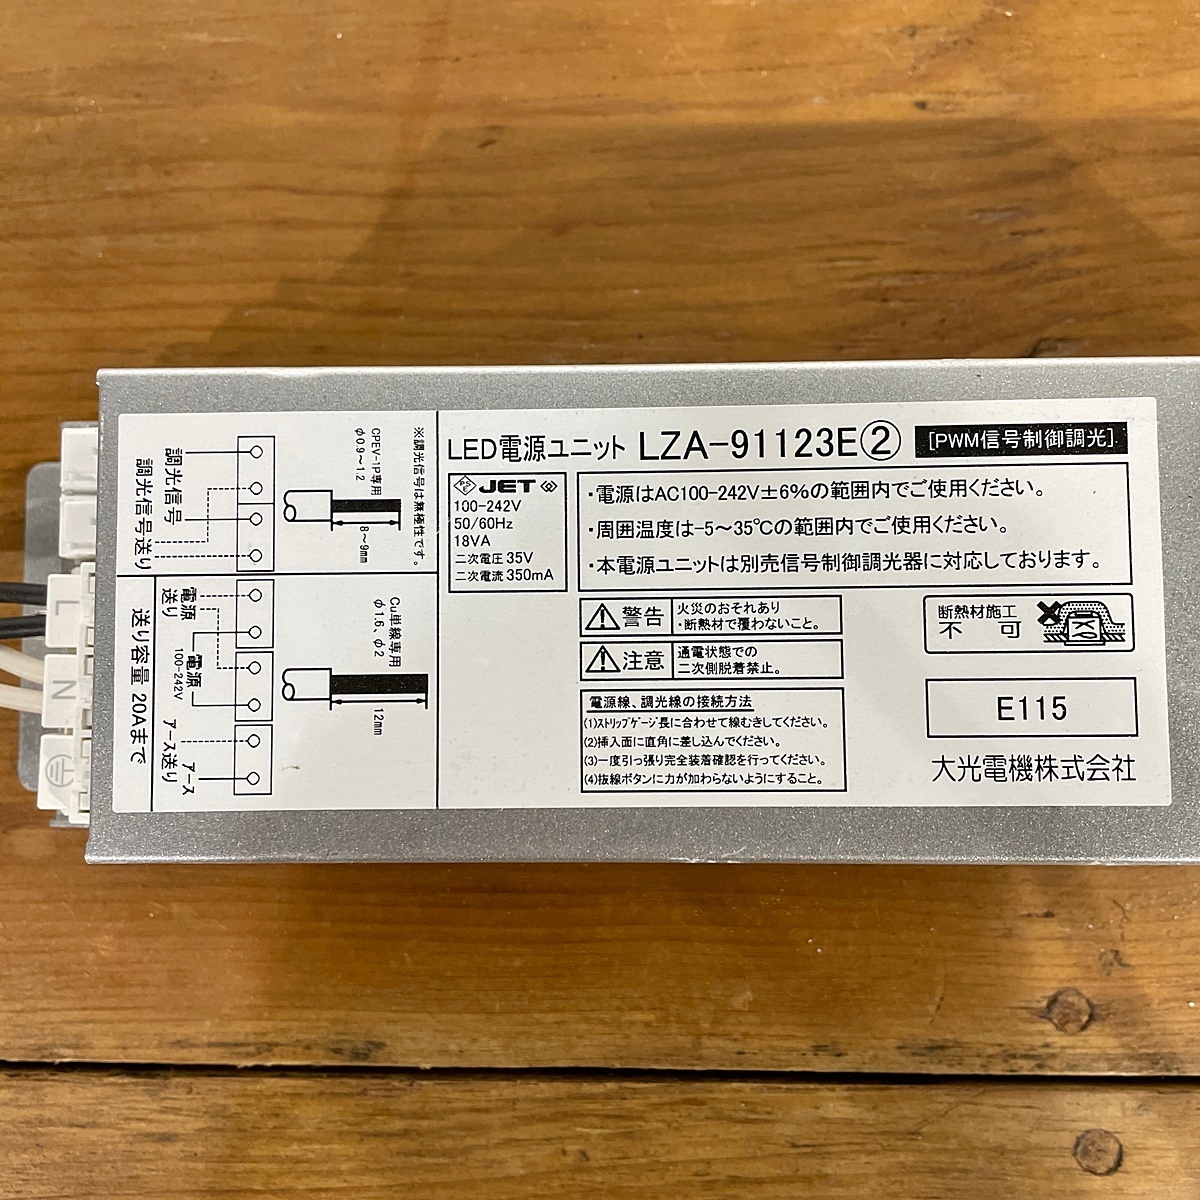 LED電源ユニット LZA-91123E②
[PWM信号制御調光]
PS E JET
100-242V
50/60Hz
18VA
二次電圧 35V
二次電流 350mA
・電源はAC100-242V±6%の範囲内でご使用ください。
・周囲温度は-5～35℃の範囲内でご使用ください。
・本電源ユニットは別売信号制御調光器に対応しております。
警告
火災のおそれあり
・断熱材で覆わないこと。
注意
通電状態での
二次側脱着禁止。
電源線、調光線の接続方法
(1)ストリップゲージ長に合わせて線むきしてください。
(2)挿入面に直角に差し込んでください。
(3)一度引っ張り完全装着確認を行ってください。
(4)抜線ボタンに力が加わらないようにすること。
断熱材施工
不可
E115
大光電機株式会社
※調光信号は無極性です。
CPEV-1P専用
φ0.9～1.2
8～9mm
調光信号
調光信号送り
Cu単線専用
φ1.6、φ2
12mm
電源
送り
電源
100-242V
アース
アース送り
送り容量 20Aまで
L
N